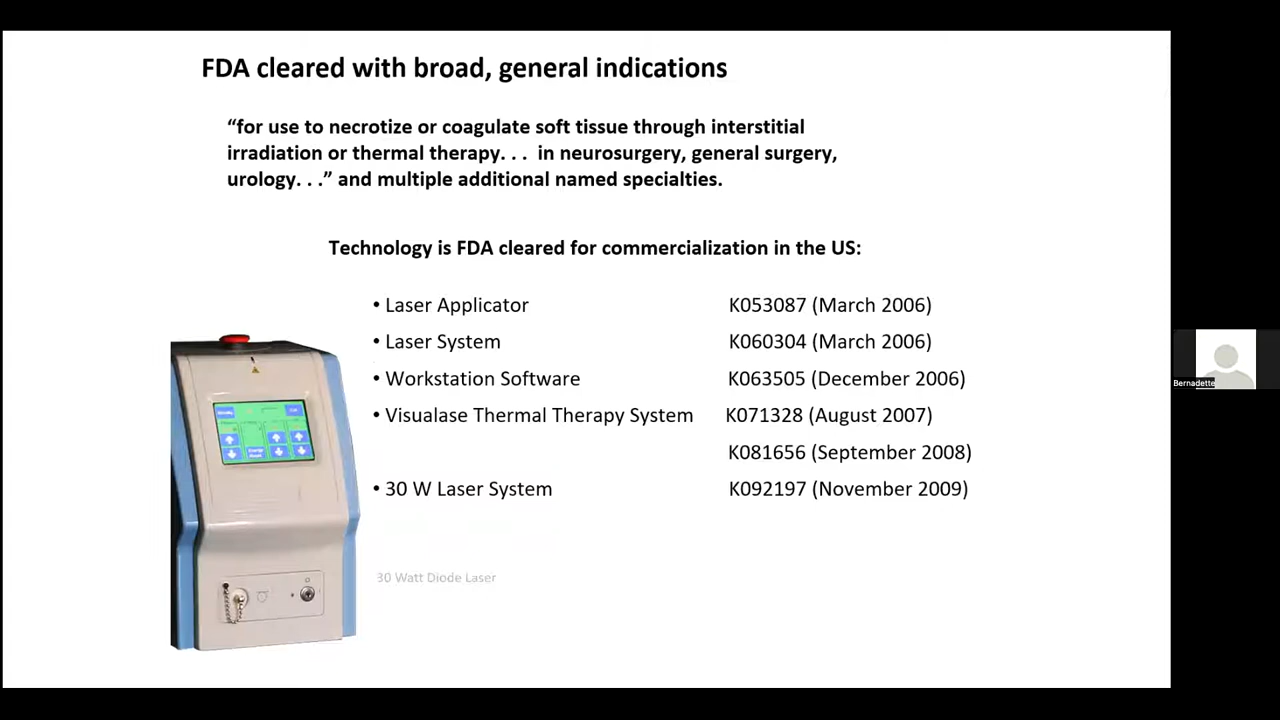 FDA cleared with broad, general indications
“for use to necrotize or coagulate soft tissue through interstitial
irradiation or thermal therapy. . . in neurosurgery, general surgery,
urology. . .” and multiple additional named specialties.
Technology is FDA cleared for commercialization in the US:
• Laser Applicator K053087 (March 2006)
• Laser System K060304 (March 2006)
• Workstation Software K063505 (December 2006)
• Visualase Thermal Therapy System K071328 (August 2007)
K081656 (September 2008)
• 30 W Laser System K092197 (November 2009)
30 Watt Diode Laser
Bernadette